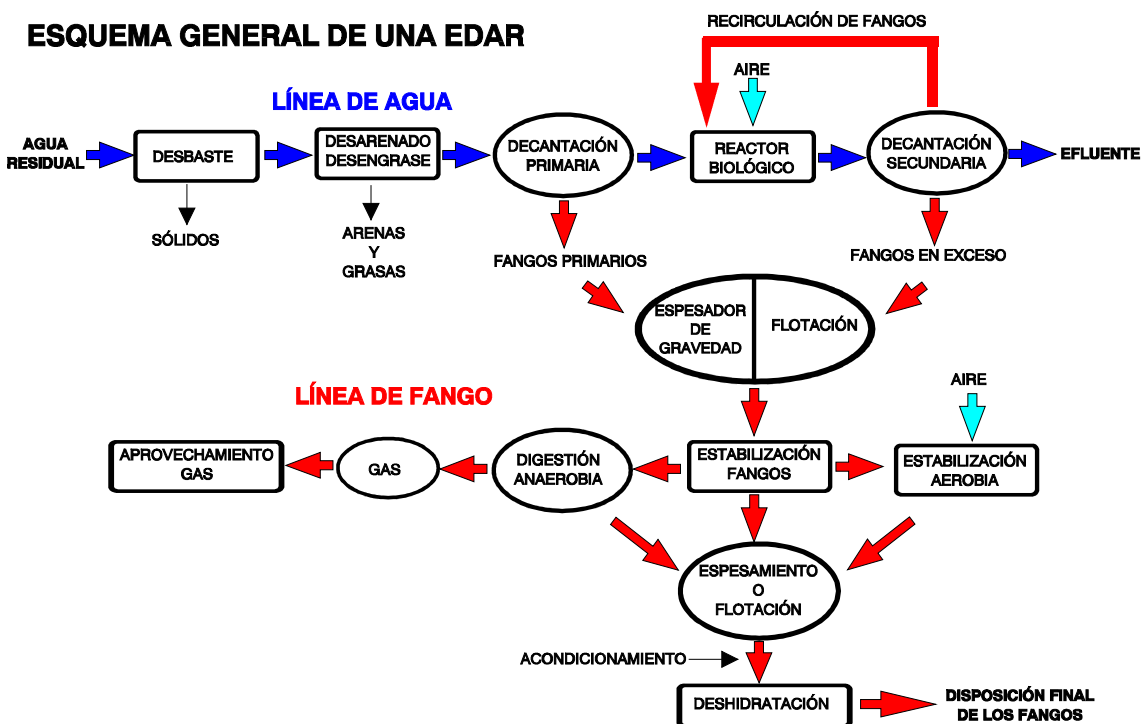 ESQUEMA GENERAL DE UNA EDAR
RECIRCULACIÓN DE FANGOS
AIRE
LÍNEA DE AGUA
AGUA
RESIDUAL
DESBASTE
DESARENADO
DESENGRASE
DECANTACIÓN
PRIMARIA
REACTOR
BIOLÓGICO
DECANTACIÓN
SECUNDARIA
EFLUENTE
SÓLIDOS
ARENAS
Y
GRASAS
FANGOS PRIMARIOS
FANGOS EN EXCESO
ESPESADOR
DE
GRAVEDAD
FLOTACIÓN
LÍNEA DE FANGO
AIRE
APROVECHAMIENTO
GAS
GAS
DIGESTIÓN
ANAEROBIA
ESTABILIZACIÓN
FANGOS
ESTABILIZACIÓN
AEROBIA
ESPESAMIENTO
O
FLOTACIÓN
ACONDICIONAMIENTO
DESHIDRATACIÓN
DISPOSICIÓN FINAL
DE LOS FANGOS